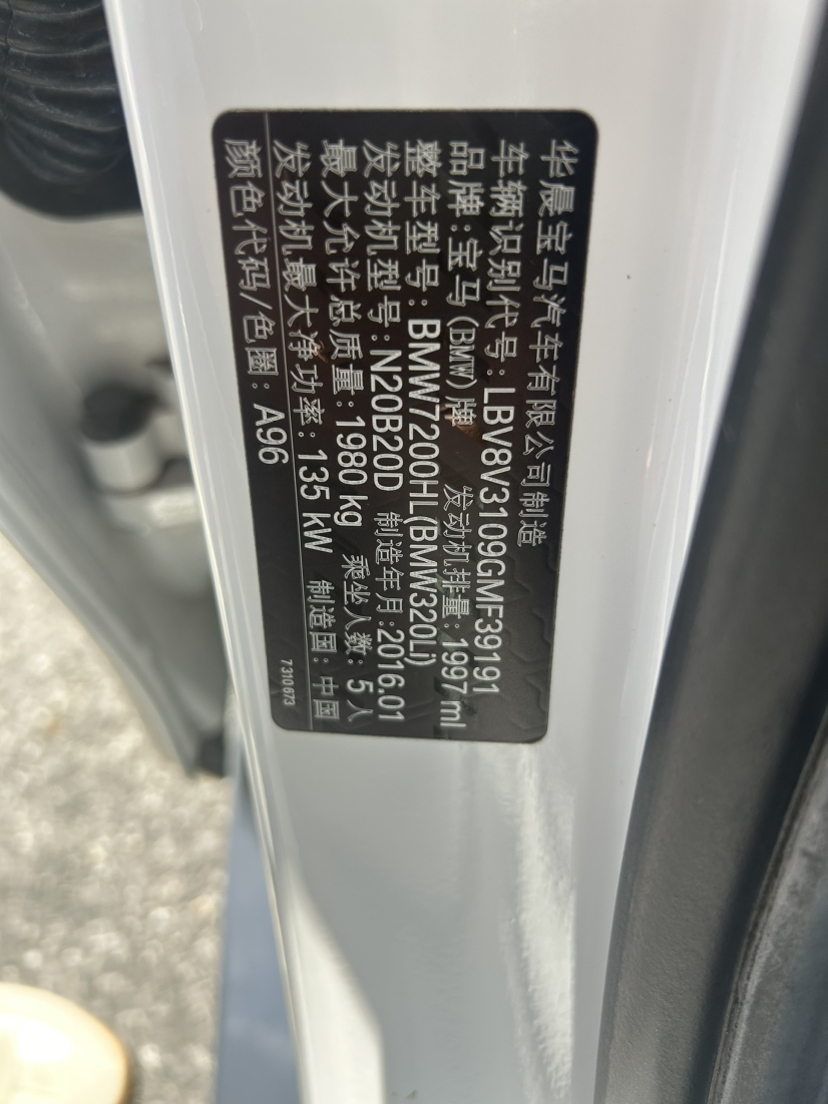 华晨宝马汽车有限公司制造
车辆识别代号:LBV8V3109GMF39191
品牌:宝马(BMW)牌 发动机排量:1997 ml
整车型号:BMW7200HL(BMW320Li)
发动机型号:N20B20D 制造年月:2016.01
最大允许总质量:1980 kg 乘坐人数:5人
发动机最大净功率:135 kW 制造国:中国
颜色代码/色圈:A96 7310673